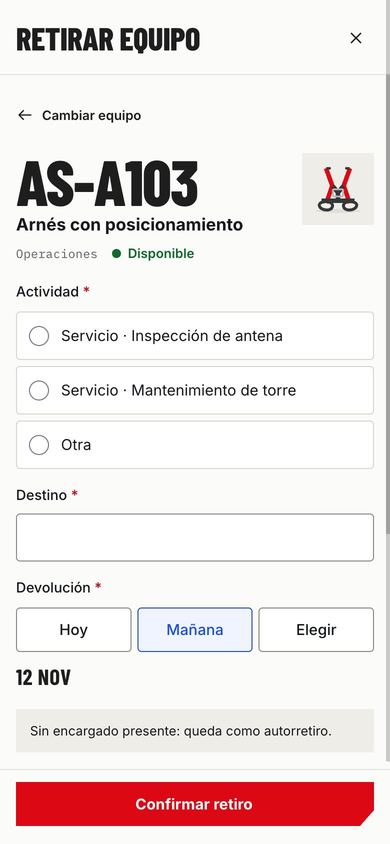 RETIRAR EQUIPO
Cambiar equipo
AS-A103
Arnés con posicionamiento
Operaciones Disponible
Actividad *
Servicio · Inspección de antena
Servicio · Mantenimiento de torre
Otra
Destino *
Devolución *
Hoy Mañana Elegir
12 NOV
Sin encargado presente: queda como autorretiro.
Confirmar retiro